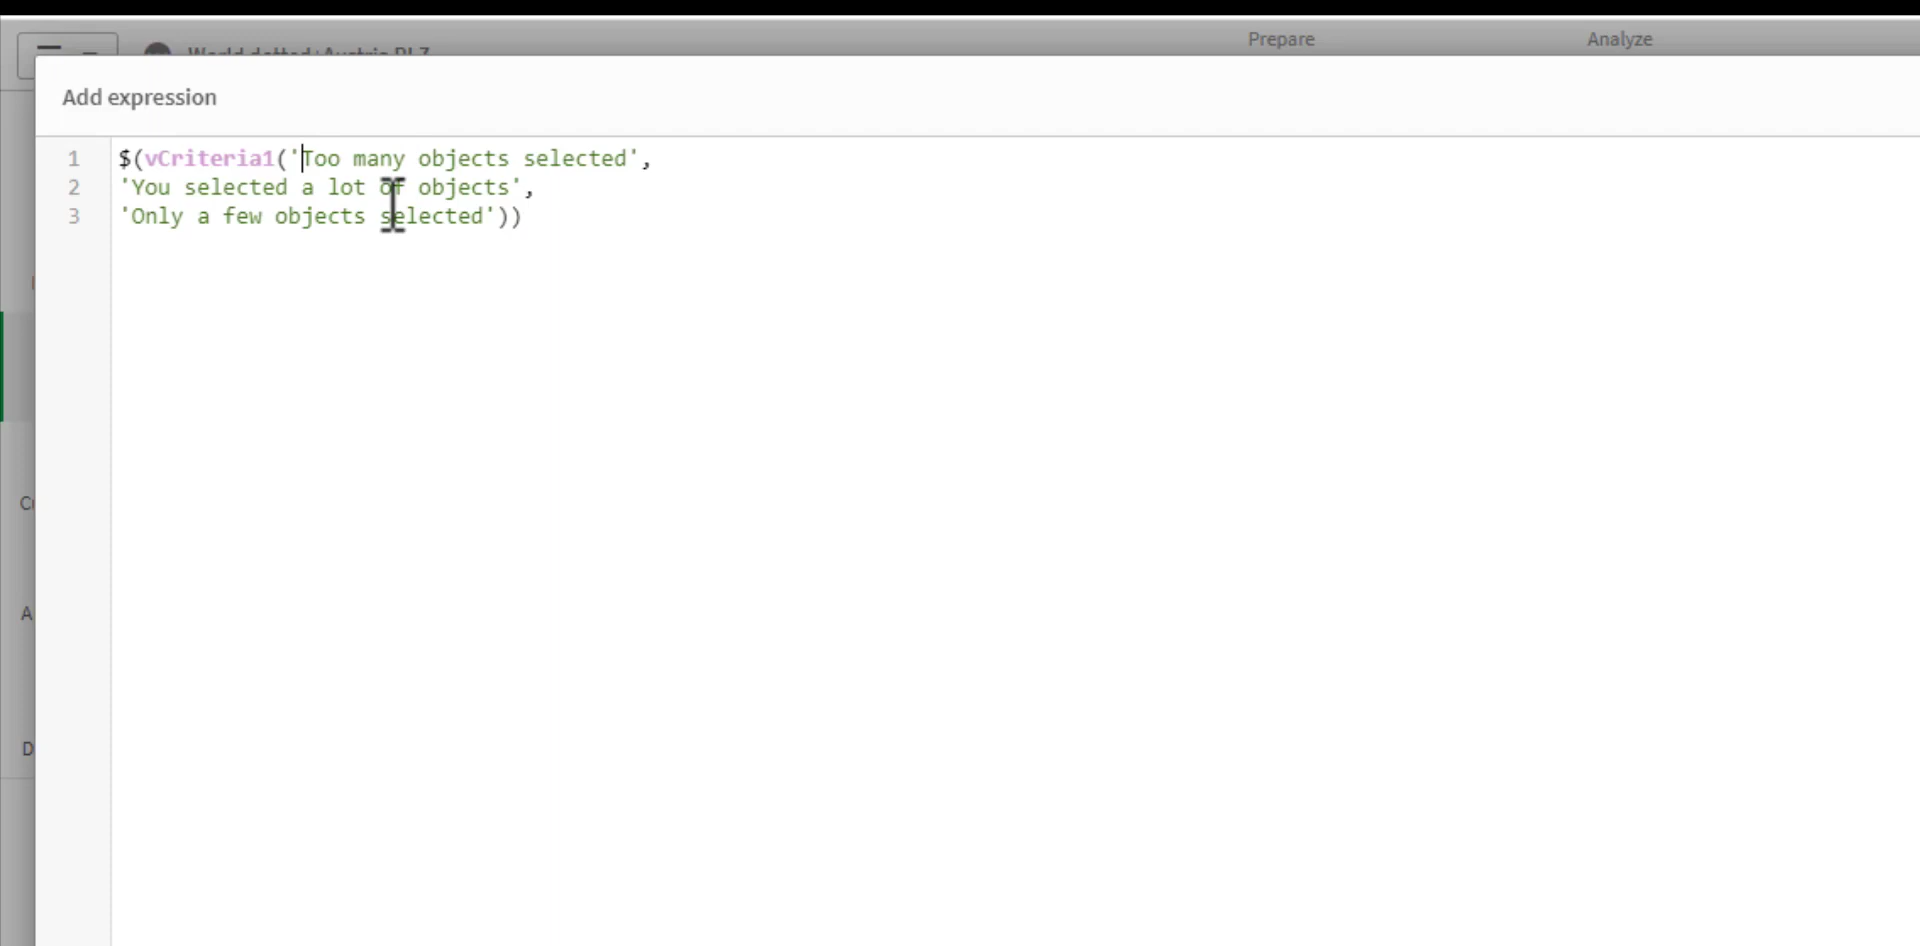 Prepare
Analyze
Add expression
1 $(vCriteria1('Too many objects selected',
2 'You selected a lot of objects',
3 'Only a few objects selected'))